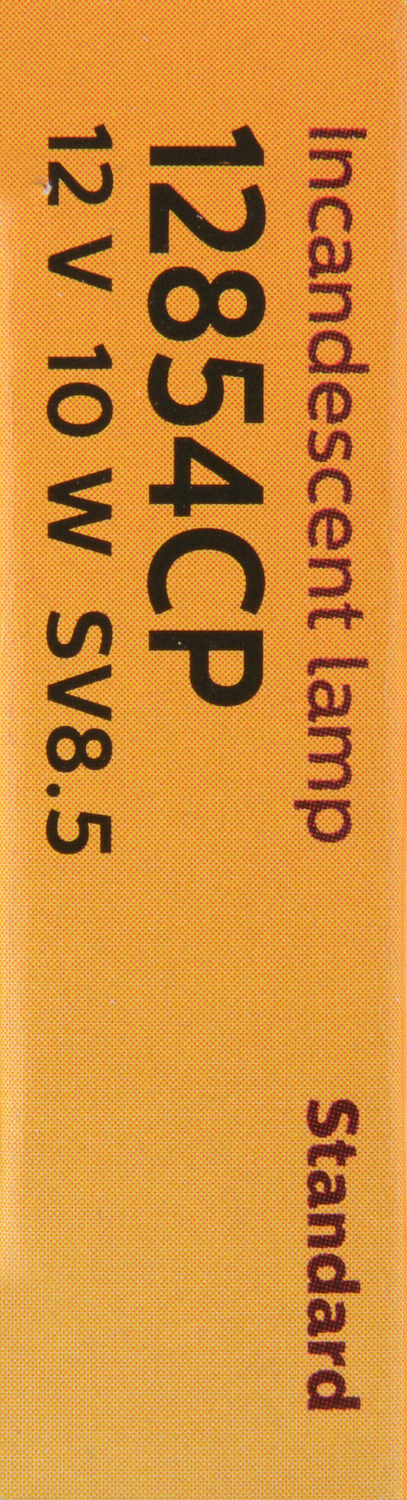 Incandescent lamp Standard
12854CP
12 V 10 W SV8.5